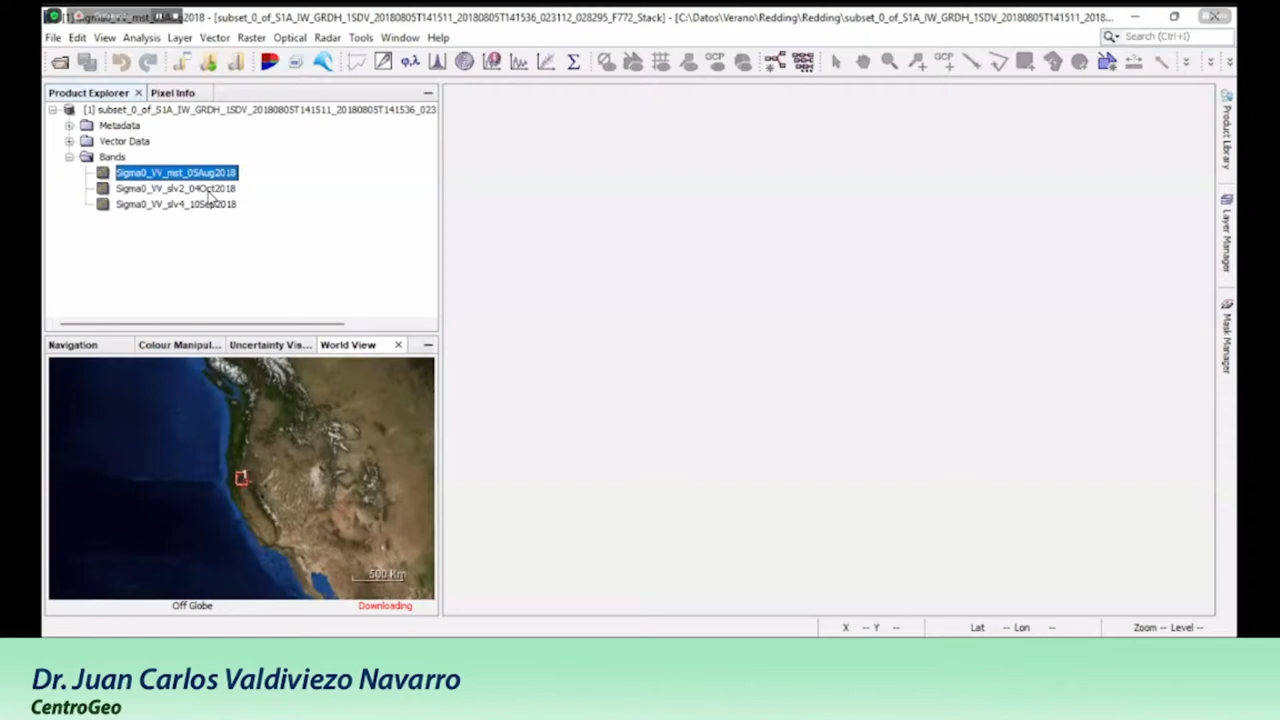 2018 - [subset_0_of_S1A_IW_GRDH_1SDV_20180805T141511_20180805T141536_023112_028295_F772_Stack] - [C:\Datos\Verano\Redding\Redding\subset_0_of_S1A_IW_GRDH_1SDV_20180805T141511_2018...
File Edit View Analysis Layer Vector Raster Optical Radar Tools Window Help
Search (Ctrl+I)
GCP GCP
Product Explorer × Pixel Info
[1] subset_0_of_S1A_IW_GRDH_1SDV_20180805T141511_20180805T141536_023
Metadata
Vector Data
Bands
Sigma0_VV_mst_05Aug2018
Sigma0_VV_slv2_04Oct2018
Sigma0_VV_slv4_10Sep2018
Product Library
Layer Manager
Mask Manager
Navigation Colour Manipul... Uncertainty Vis... World View ×
500 Km
Off Globe Downloading
X -- Y -- Lat -- Lon -- Zoom -- Level --
Dr. Juan Carlos Valdiviezo Navarro
CentroGeo